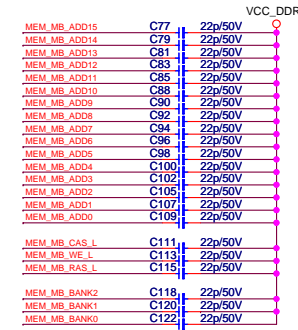 VCC_DDR
MEM_MB_ADD15 C77 22p/50V
MEM_MB_ADD14 C79 22p/50V
MEM_MB_ADD13 C81 22p/50V
MEM_MB_ADD12 C83 22p/50V
MEM_MB_ADD11 C85 22p/50V
MEM_MB_ADD10 C88 22p/50V
MEM_MB_ADD9 C90 22p/50V
MEM_MB_ADD8 C92 22p/50V
MEM_MB_ADD7 C94 22p/50V
MEM_MB_ADD6 C96 22p/50V
MEM_MB_ADD5 C98 22p/50V
MEM_MB_ADD4 C100 22p/50V
MEM_MB_ADD3 C102 22p/50V
MEM_MB_ADD2 C105 22p/50V
MEM_MB_ADD1 C107 22p/50V
MEM_MB_ADD0 C109 22p/50V
MEM_MB_CAS_L C111 22p/50V
MEM_MB_WE_L C113 22p/50V
MEM_MB_RAS_L C115 22p/50V
MEM_MB_BANK2 C118 22p/50V
MEM_MB_BANK1 C120 22p/50V
MEM_MB_BANK0 C122 22p/50V